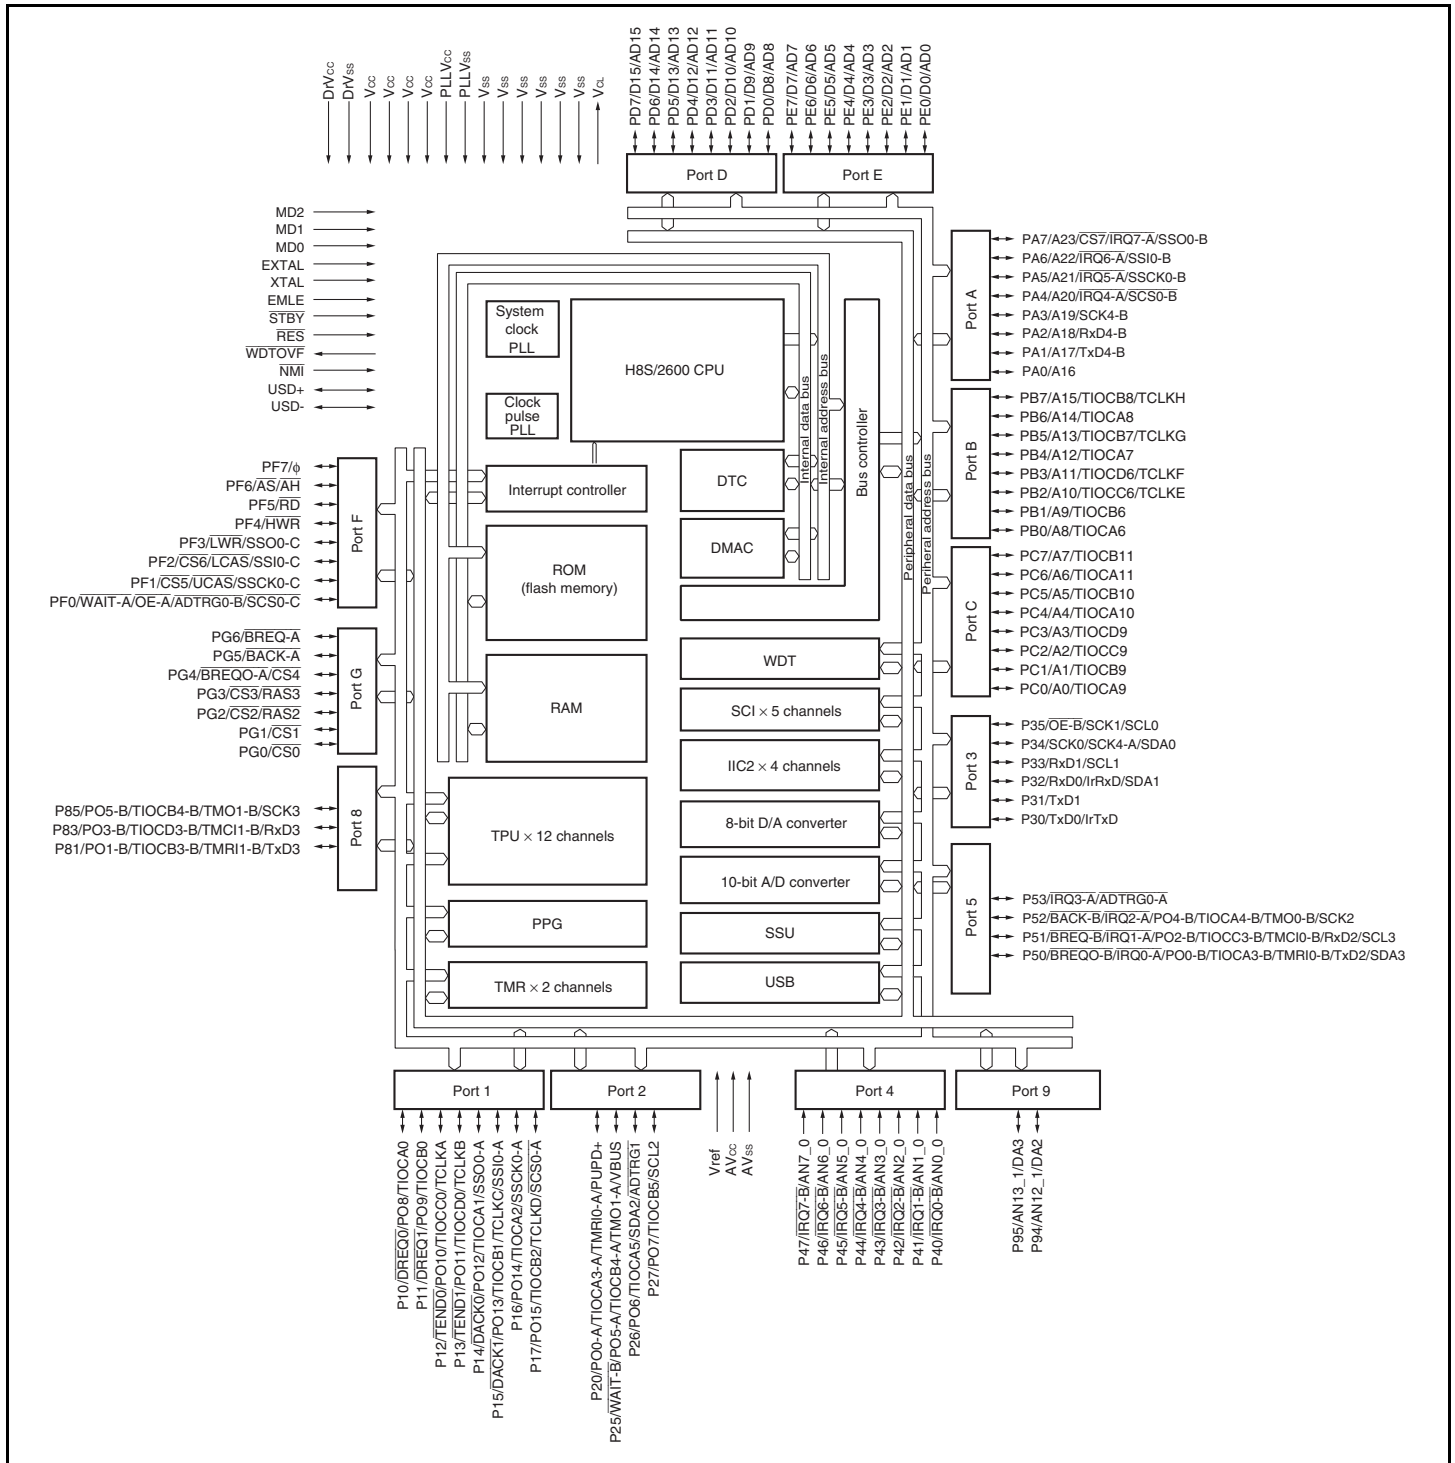 DrVCC
DrVSS
VCC
VCC
VCC
VCC
PLLVCC
PLLVSS
VSS
VSS
VSS
VSS
VSS
VSS
VCL
PD7/D15/AD15
PD6/D14/AD14
PD5/D13/AD13
PD4/D12/AD12
PD3/D11/AD11
PD2/D10/AD10
PD1/D9/AD9
PD0/D8/AD8
PE7/D7/AD7
PE6/D6/AD6
PE5/D5/AD5
PE4/D4/AD4
PE3/D3/AD3
PE2/D2/AD2
PE1/D1/AD1
PE0/D0/AD0
Port D
Port E
MD2
MD1
MD0
EXTAL
XTAL
EMLE
STBY
RES
WDTOVF
NMI
USD+
USD-
System
clock
PLL
Clock
pulse
PLL
H8S/2600 CPU
Interrupt controller
DTC
DMAC
ROM
(flash memory)
RAM
TPU × 12 channels
PPG
TMR × 2 channels
WDT
SCI × 5 channels
IIC2 × 4 channels
8-bit D/A converter
10-bit A/D converter
SSU
USB
Internal data bus
Internal address bus
Bus controller
Peripheral data bus
Periheral address bus
Port A
PA7/A23/CS7/IRQ7-A/SSO0-B
PA6/A22/IRQ6-A/SSI0-B
PA5/A21/IRQ5-A/SSCK0-B
PA4/A20/IRQ4-A/SCS0-B
PA3/A19/SCK4-B
PA2/A18/RxD4-B
PA1/A17/TxD4-B
PA0/A16
Port B
PB7/A15/TIOCB8/TCLKH
PB6/A14/TIOCA8
PB5/A13/TIOCB7/TCLKG
PB4/A12/TIOCA7
PB3/A11/TIOCD6/TCLKF
PB2/A10/TIOCC6/TCLKE
PB1/A9/TIOCB6
PB0/A8/TIOCA6
Port C
PC7/A7/TIOCB11
PC6/A6/TIOCA11
PC5/A5/TIOCB10
PC4/A4/TIOCA10
PC3/A3/TIOCD9
PC2/A2/TIOCC9
PC1/A1/TIOCB9
PC0/A0/TIOCA9
Port 3
P35/OE-B/SCK1/SCL0
P34/SCK0/SCK4-A/SDA0
P33/RxD1/SCL1
P32/RxD0/IrRxD/SDA1
P31/TxD1
P30/TxD0/IrTxD
Port 5
P53/IRQ3-A/ADTRG0-A
P52/BACK-B/IRQ2-A/PO4-B/TIOCA4-B/TMO0-B/SCK2
P51/BREQ-B/IRQ1-A/PO2-B/TIOCC3-B/TMCI0-B/RxD2/SCL3
P50/BREQO-B/IRQ0-A/PO0-B/TIOCA3-B/TMRI0-B/TxD2/SDA3
PF7/ϕ
PF6/AS/AH
PF5/RD
PF4/HWR
PF3/LWR/SSO0-C
PF2/CS6/LCAS/SSI0-C
PF1/CS5/UCAS/SSCK0-C
PF0/WAIT-A/OE-A/ADTRG0-B/SCS0-C
Port F
PG6/BREQ-A
PG5/BACK-A
PG4/BREQO-A/CS4
PG3/CS3/RAS3
PG2/CS2/RAS2
PG1/CS1
PG0/CS0
Port G
P85/PO5-B/TIOCB4-B/TMO1-B/SCK3
P83/PO3-B/TIOCD3-B/TMCI1-B/RxD3
P81/PO1-B/TIOCB3-B/TMRI1-B/TxD3
Port 8
Port 1
Port 2
Port 4
Port 9
P10/DREQ0/PO8/TIOCA0
P11/DREQ1/PO9/TIOCB0
P12/TEND0/PO10/TIOCC0/TCLKA
P13/TEND1/PO11/TIOCD0/TCLKB
P14/DACK0/PO12/TIOCA1/SSO0-A
P15/DACK1/PO13/TIOCB1/TCLKC/SSI0-A
P16/PO14/TIOCA2/SSCK0-A
P17/PO15/TIOCB2/TCLKD/SCS0-A
P20/PO0-A/TIOCA3-A/TMRI0-A/PUPD+
P25/WAIT-B/PO5-A/TIOCB4-A/TMO1-A/VBUS
P26/PO6/TIOCA5/SDA2/ADTRG1
P27/PO7/TIOCB5/SCL2
Vref
AVCC
AVSS
P47/IRQ7-B/AN7_0
P46/IRQ6-B/AN6_0
P45/IRQ5-B/AN5_0
P44/IRQ4-B/AN4_0
P43/IRQ3-B/AN3_0
P42/IRQ2-B/AN2_0
P41/IRQ1-B/AN1_0
P40/IRQ0-B/AN0_0
P95/AN13_1/DA3
P94/AN12_1/DA2